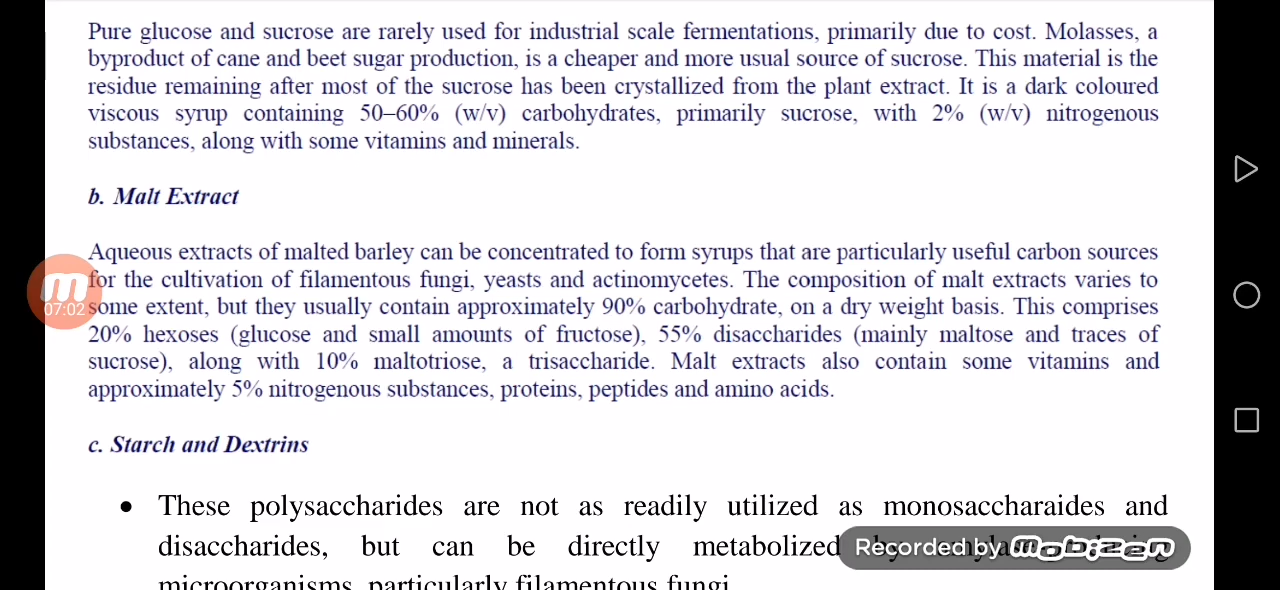 Pure glucose and sucrose are rarely used for industrial scale fermentations, primarily due to cost. Molasses, a
byproduct of cane and beet sugar production, is a cheaper and more usual source of sucrose. This material is the
residue remaining after most of the sucrose has been crystallized from the plant extract. It is a dark coloured
viscous syrup containing 50–60% (w/v) carbohydrates, primarily sucrose, with 2% (w/v) nitrogenous
substances, along with some vitamins and minerals.
b. Malt Extract
Aqueous extracts of malted barley can be concentrated to form syrups that are particularly useful carbon sources
for the cultivation of filamentous fungi, yeasts and actinomycetes. The composition of malt extracts varies to
some extent, but they usually contain approximately 90% carbohydrate, on a dry weight basis. This comprises
20% hexoses (glucose and small amounts of fructose), 55% disaccharides (mainly maltose and traces of
sucrose), along with 10% maltotriose, a trisaccharide. Malt extracts also contain some vitamins and
approximately 5% nitrogenous substances, proteins, peptides and amino acids.
m
07:02
c. Starch and Dextrins
• These polysaccharides are not as readily utilized as monosaccharaides and
disaccharides, but can be directly metabolized by
Recorded by mobizen
microorganisms, particularly filamentous fungi.